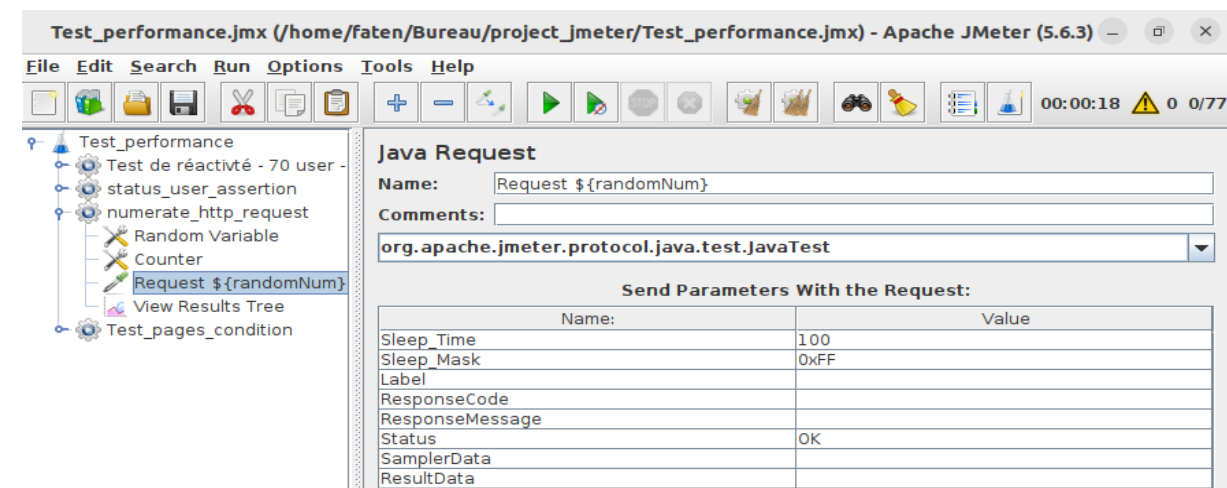 Test_performance.jmx (/home/faten/Bureau/project_jmeter/Test_performance.jmx) - Apache JMeter (5.6.3)
File Edit Search Run Options Tools Help
STOP 00:00:18 0 0/77
Test_performance
Test de réactivté - 70 user -
status_user_assertion
numerate_http_request
Random Variable
Counter
Request ${randomNum}
View Results Tree
Test_pages_condition
Java Request
Name: Request ${randomNum}
Comments:
org.apache.jmeter.protocol.java.test.JavaTest
Send Parameters With the Request:
Name: Value
Sleep_Time 100
Sleep_Mask 0xFF
Label
ResponseCode
ResponseMessage
Status OK
SamplerData
ResultData